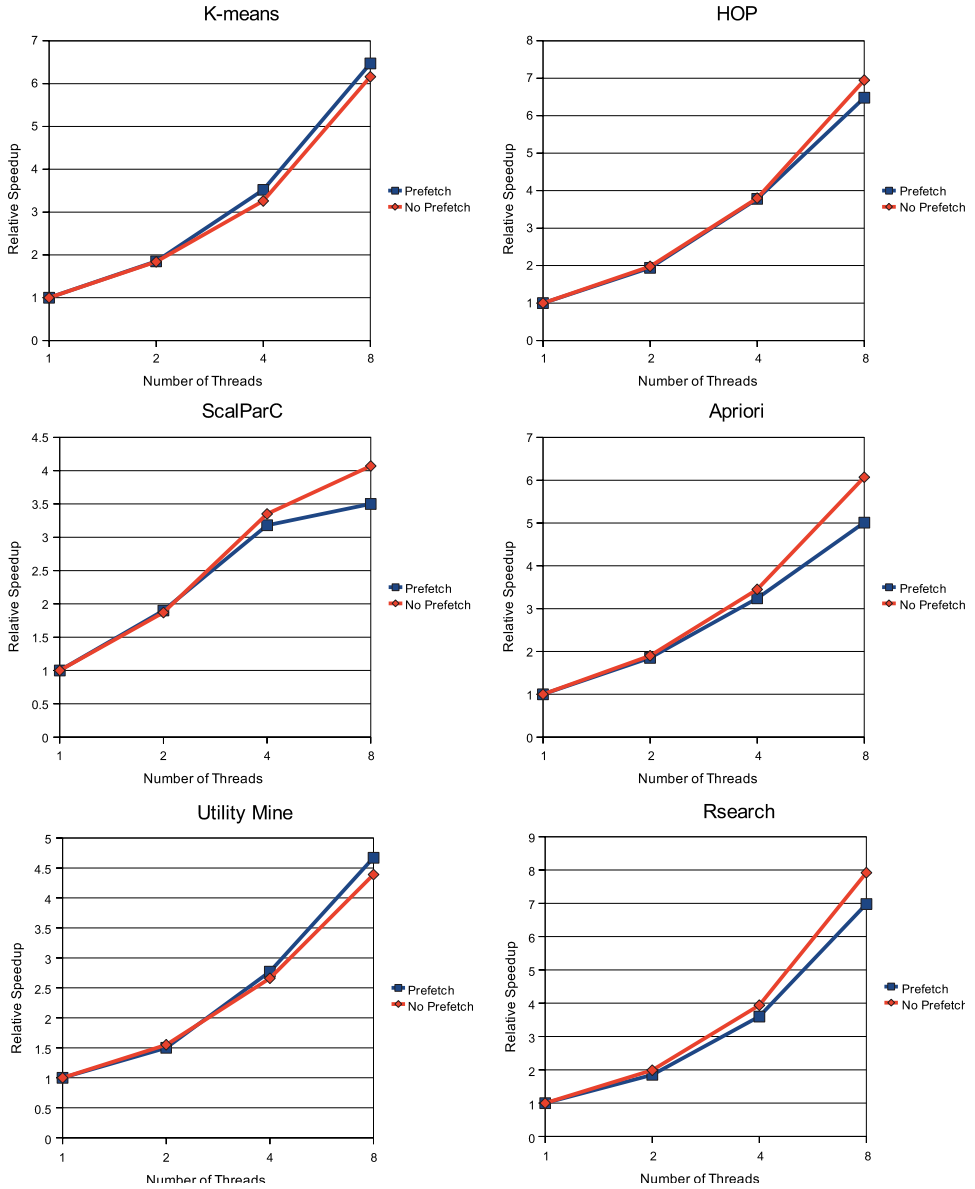 K-means
7
6
5
4
3
2
1
0
1 2 4 8
Relative Speedup
Number of Threads
Prefetch
No Prefetch
HOP
8
7
6
5
4
3
2
1
0
1 2 4 8
Relative Speedup
Number of Threads
Prefetch
No Prefetch
ScalParC
4.5
4
3.5
3
2.5
2
1.5
1
0.5
0
1 2 4 8
Relative Speedup
Number of Threads
Prefetch
No Prefetch
Apriori
7
6
5
4
3
2
1
0
1 2 4 8
Relative Speedup
Number of Threads
Prefetch
No Prefetch
Utility Mine
5
4.5
4
3.5
3
2.5
2
1.5
1
0.5
0
1 2 4 8
Relative Speedup
Number of Threads
Prefetch
No Prefetch
Rsearch
9
8
7
6
5
4
3
2
1
0
1 2 4 8
Relative Speedup
Number of Threads
Prefetch
No Prefetch